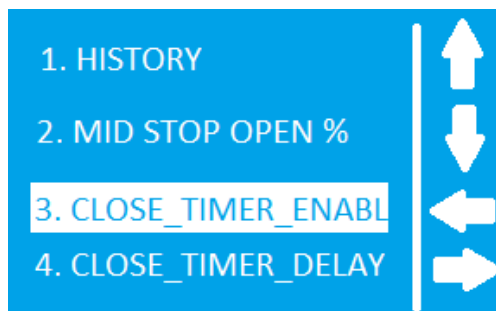 1. HISTORY
2. MID STOP OPEN %
3. CLOSE_TIMER_ENABL
4. CLOSE_TIMER_DELAY